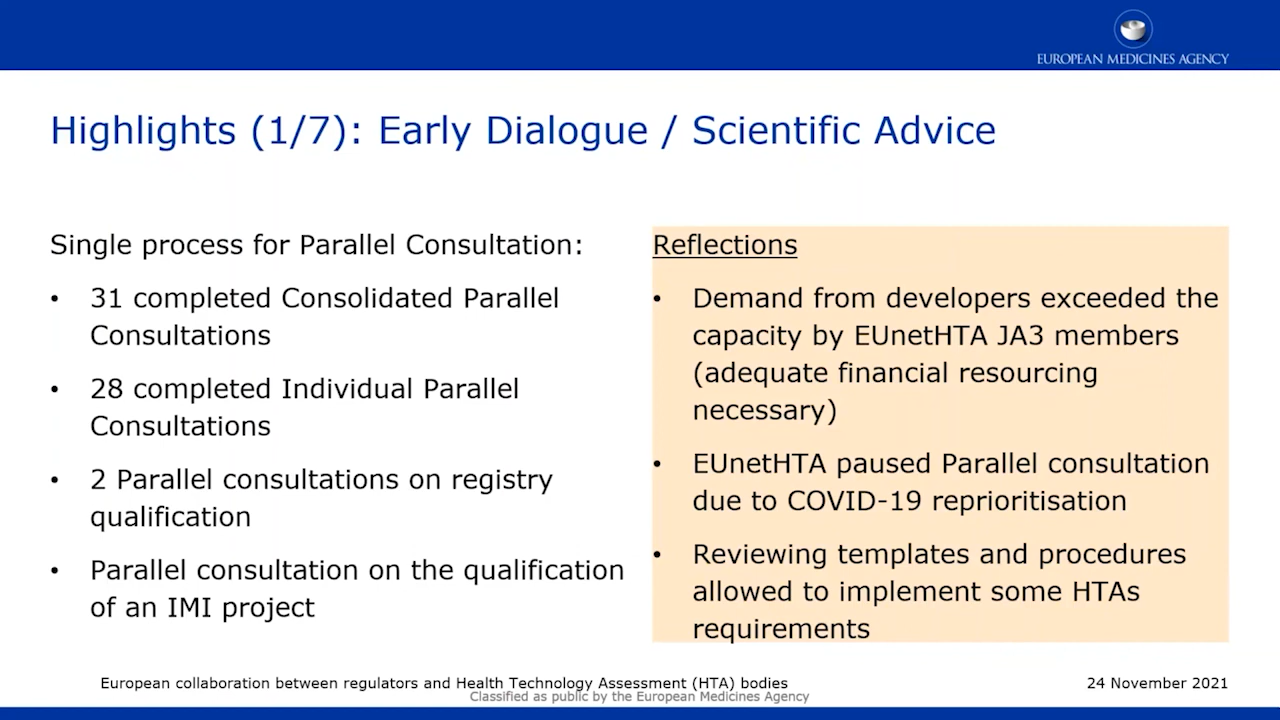 EUROPEAN MEDICINES AGENCY
Highlights (1/7): Early Dialogue / Scientific Advice
Single process for Parallel Consultation:
• 31 completed Consolidated Parallel
Consultations
• 28 completed Individual Parallel
Consultations
• 2 Parallel consultations on registry
qualification
• Parallel consultation on the qualification
of an IMI project
Reflections
• Demand from developers exceeded the
capacity by EUnetHTA JA3 members
(adequate financial resourcing
necessary)
• EUnetHTA paused Parallel consultation
due to COVID-19 reprioritisation
• Reviewing templates and procedures
allowed to implement some HTAs
requirements
European collaboration between regulators and Health Technology Assessment (HTA) bodies
24 November 2021
Classified as public by the European Medicines Agency